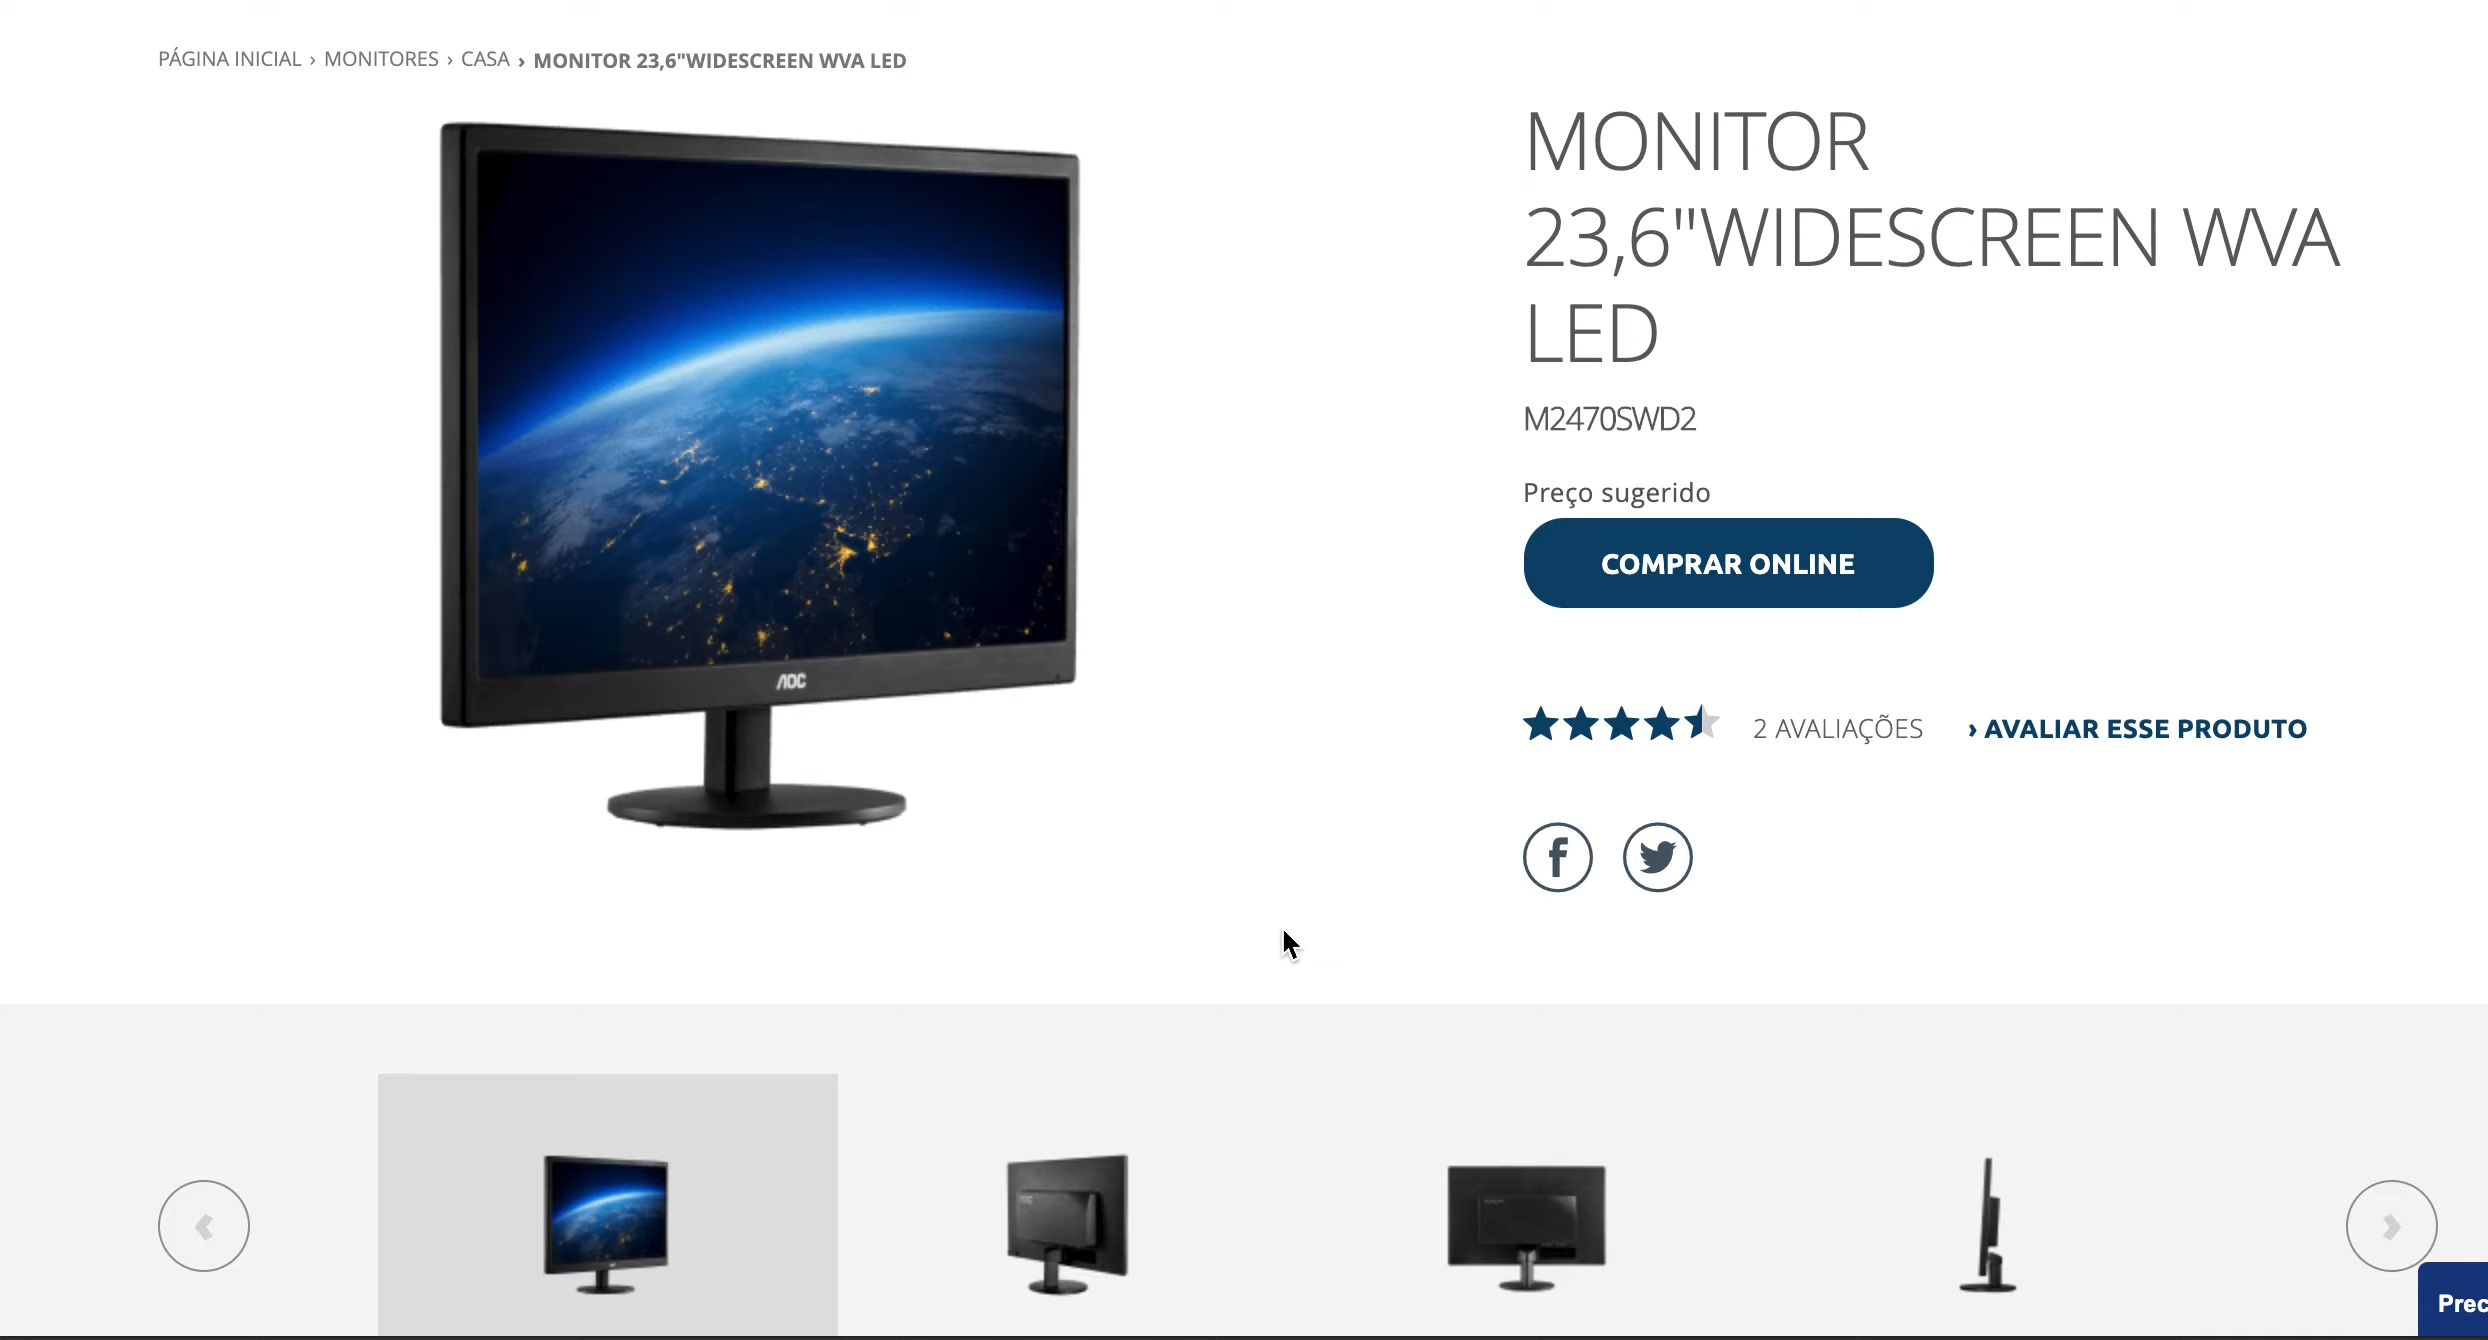 PÁGINA INICIAL › MONITORES › CASA › MONITOR 23,6"WIDESCREEN WVA LED
MONITOR
23,6"WIDESCREEN WVA
LED
M2470SWD2
Preço sugerido
COMPRAR ONLINE
2 AVALIAÇÕES › AVALIAR ESSE PRODUTO
AOC
Prec